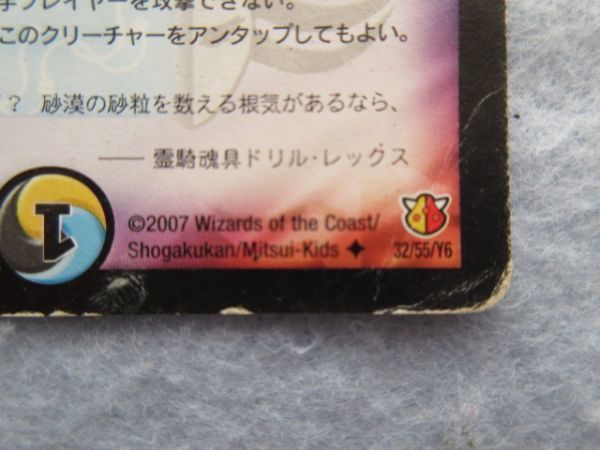 プレイヤーを攻撃できない。
このクリーチャーをアンタップしてもよい。
？ 砂漠の砂粒を数える根気があるなら、
―― 霊騎魂具ドリル・レックス
1
©2007 Wizards of the Coast/
Shogakukan/Mitsui-Kids ✦ 32/55/Y6